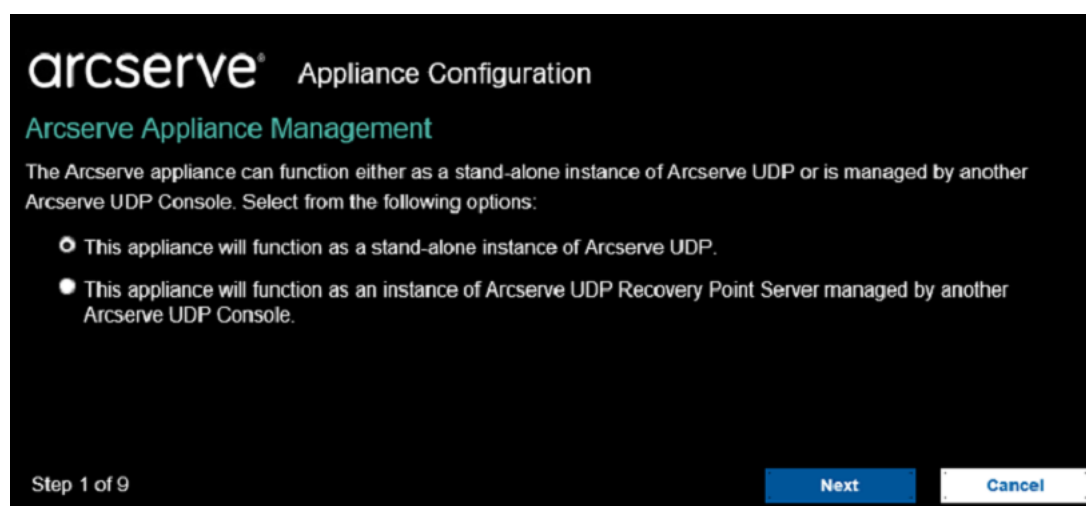 arcserve® Appliance Configuration
Arcserve Appliance Management
The Arcserve appliance can function either as a stand-alone instance of Arcserve UDP or is managed by another
Arcserve UDP Console. Select from the following options:
This appliance will function as a stand-alone instance of Arcserve UDP.
This appliance will function as an instance of Arcserve UDP Recovery Point Server managed by another
Arcserve UDP Console.
Step 1 of 9 Next Cancel